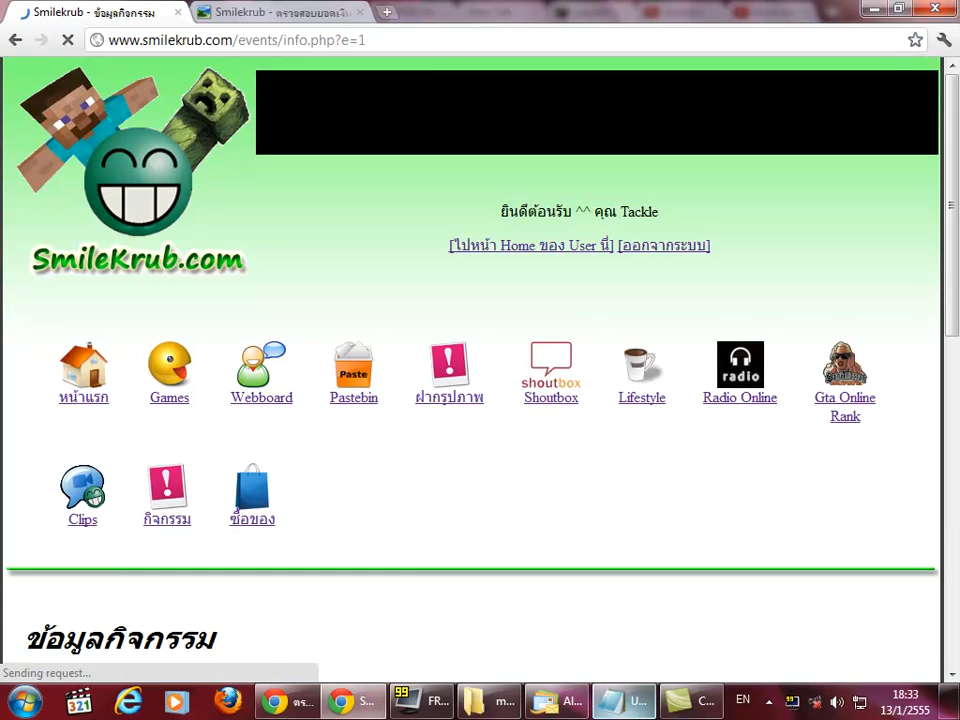 Smilekrub - ข้อมูลกิจกรรม
Smilekrub - ตรวจสอบยอดเงิน
www.smilekrub.com/events/info.php?e=1
SmileKrub.com
ยินดีต้อนรับ ^^ คุณ Tackle
[ไปหน้า Home ของ User นี่] [ออกจากระบบ]
หน้าแรก
Games
Webboard
Paste
Pastebin
ฝากรูปภาพ
shoutbox
Shoutbox
Lifestyle
radio
Radio Online
Gta Online
Rank
Clips
กิจกรรม
ซื้อของ
ข้อมูลกิจกรรม
Sending request...
321
ตร...
S...
99
FR...
m...
Al...
U...
C...
EN
18:33
13/1/2555